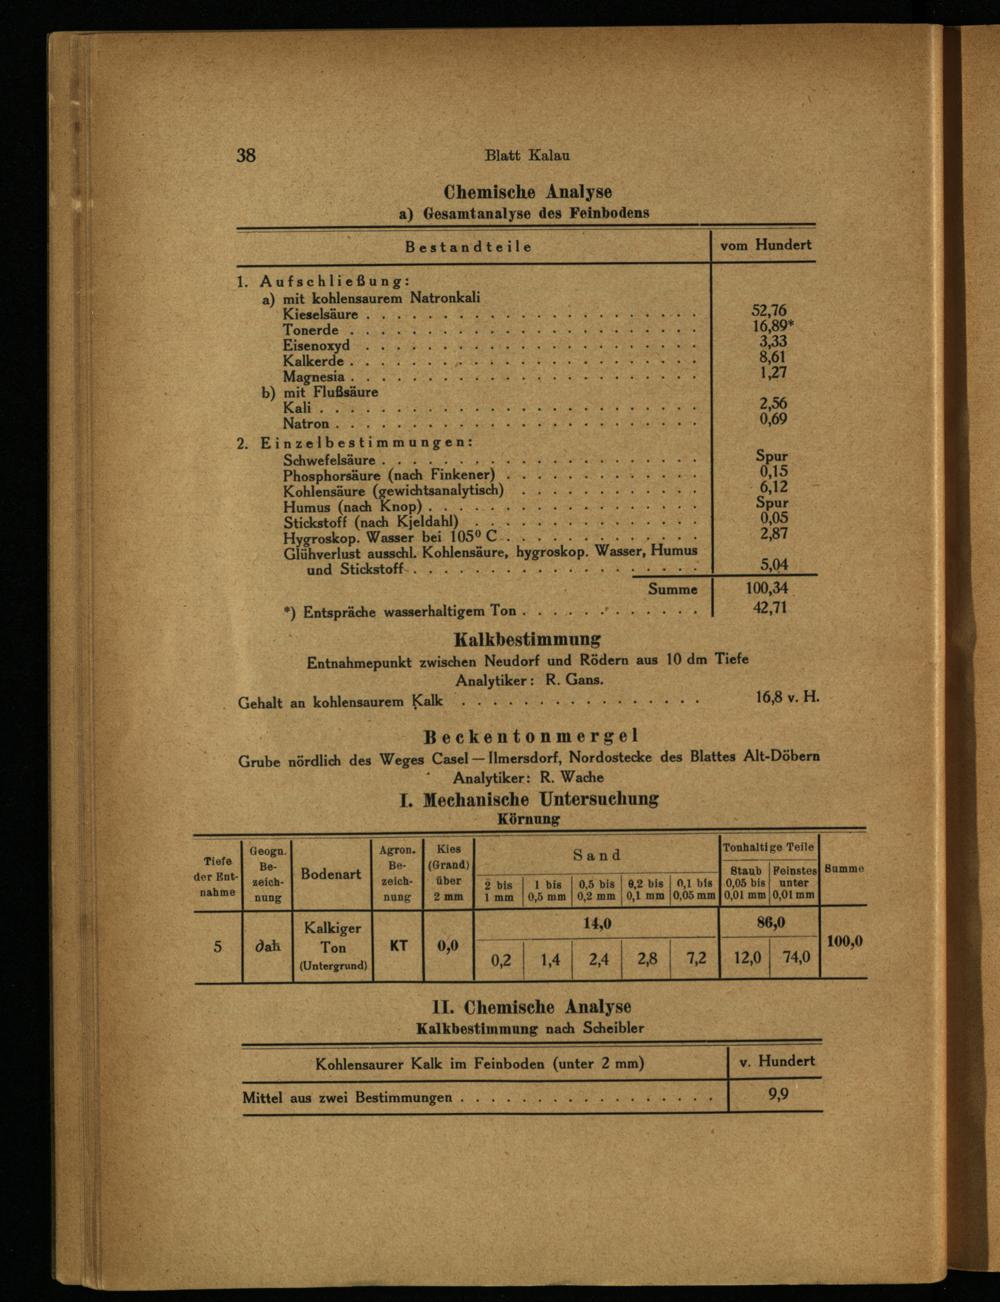 38 Blatt Kalau
Chemische Analyse
a) Gesamtanalyse des Feinbodens
Bestandteile vom Hundert
1. Aufschließung:
a) mit kohlensaurem Natronkali
Kieselsäure . . . . . . . . . . . . . . . . . . . . . . 52,76
Tonerde . . . . . . . . . . . . . . . . . . . . . . . 16,89*
Eisenoxyd . . . . . . . . . . . . . . . . . . . . . . 3,33
Kalkerde . . . . . . . . . . . . . . . . . . . . . . . 8,61
Magnesia . . . . . . . . . . . . . . . . . . . . . . . 1,27
b) mit Flußsäure
Kali . . . . . . . . . . . . . . . . . . . . . . . . . 2,56
Natron . . . . . . . . . . . . . . . . . . . . . . . . 0,69
2. Einzelbestimmungen:
Schwefelsäure . . . . . . . . . . . . . . . . . . . . . Spur
Phosphorsäure (nach Finkener) . . . . . . . . . . . . . 0,15
Kohlensäure (gewichtsanalytisch) . . . . . . . . . . . . 6,12
Humus (nach Knop) . . . . . . . . . . . . . . . . . . Spur
Stickstoff (nach Kjeldahl) . . . . . . . . . . . . . . . 0,05
Hygroskop. Wasser bei 105⁰ C . . . . . . . . . . . . . 2,87
Glühverlust ausschl. Kohlensäure, hygroskop. Wasser, Humus
und Stickstoff . . . . . . . . . . . . . . . . . . . 5,04
Summe 100,34
*) Entspräche wasserhaltigem Ton . . . . . . . . . . . . 42,71
Kalkbestimmung
Entnahmepunkt zwischen Neudorf und Rödern aus 10 dm Tiefe
Analytiker: R. Gans.
Gehalt an kohlensaurem Kalk . . . . . . . . . . . . . . . . 16,8 v. H.
Beckentonmergel
Grube nördlich des Weges Casel — Ilmersdorf, Nordostecke des Blattes Alt-Döbern
Analytiker: R. Wache
I. Mechanische Untersuchung
Körnung
Tiefe
der Ent-
nahme
Geogn.
Be-
zeich-
nung
Bodenart
Agron.
Be-
zeich-
nung
Kies
(Grand)
über
2 mm
Sand
2 bis
1 mm
1 bis
0,5 mm
0,5 bis
0,2 mm
0,2 bis
0,1 mm
0,1 bis
0,05 mm
Tonhaltige Teile
Staub
0,05 bis
0,01 mm
Feinstes
unter
0,01 mm
Summe
5
∂ah
Kalkiger
Ton
(Untergrund)
KT
0,0
14,0
86,0
0,2 1,4 2,4 2,8 7,2 12,0 74,0
100,0
II. Chemische Analyse
Kalkbestimmung nach Scheibler
Kohlensaurer Kalk im Feinboden (unter 2 mm) v. Hundert
Mittel aus zwei Bestimmungen . . . . . . . . . . . . . . . . . 9,9